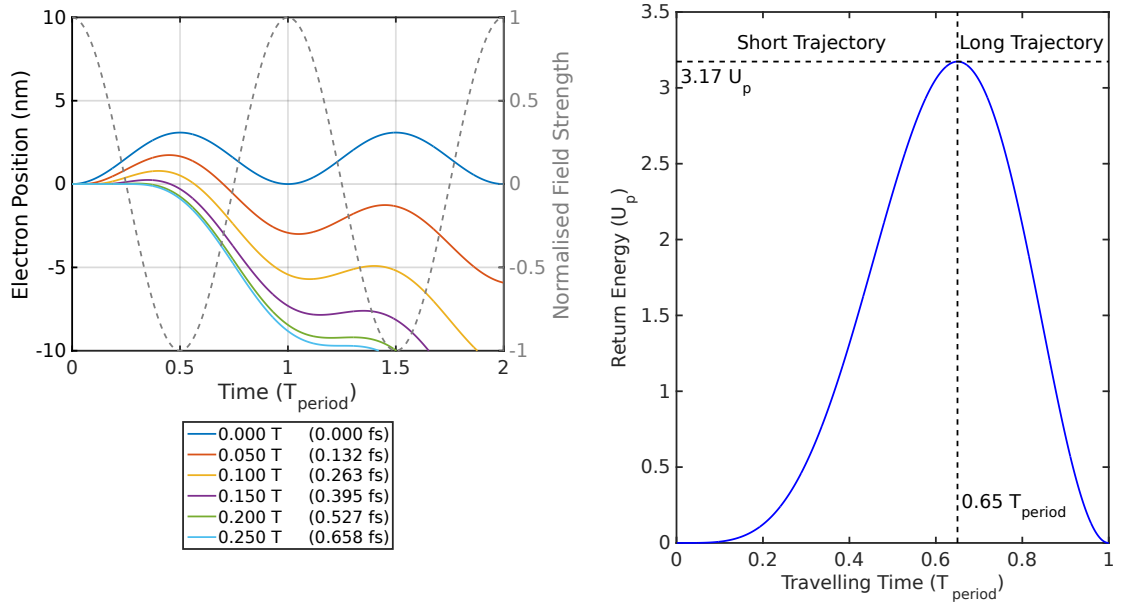 10
5
0
-5
-10
Electron Position (nm)
1
0.5
0
-0.5
-1
Normalised Field Strength
0
0.5
1
1.5
2
Time (T_period)
0.000 T (0.000 fs)
0.050 T (0.132 fs)
0.100 T (0.263 fs)
0.150 T (0.395 fs)
0.200 T (0.527 fs)
0.250 T (0.658 fs)
3.5
3
2.5
2
1.5
1
0.5
0
Return Energy (U_p)
Short Trajectory
Long Trajectory
3.17 U_p
0.65 T_period
0
0.2
0.4
0.6
0.8
1
Travelling Time (T_period)